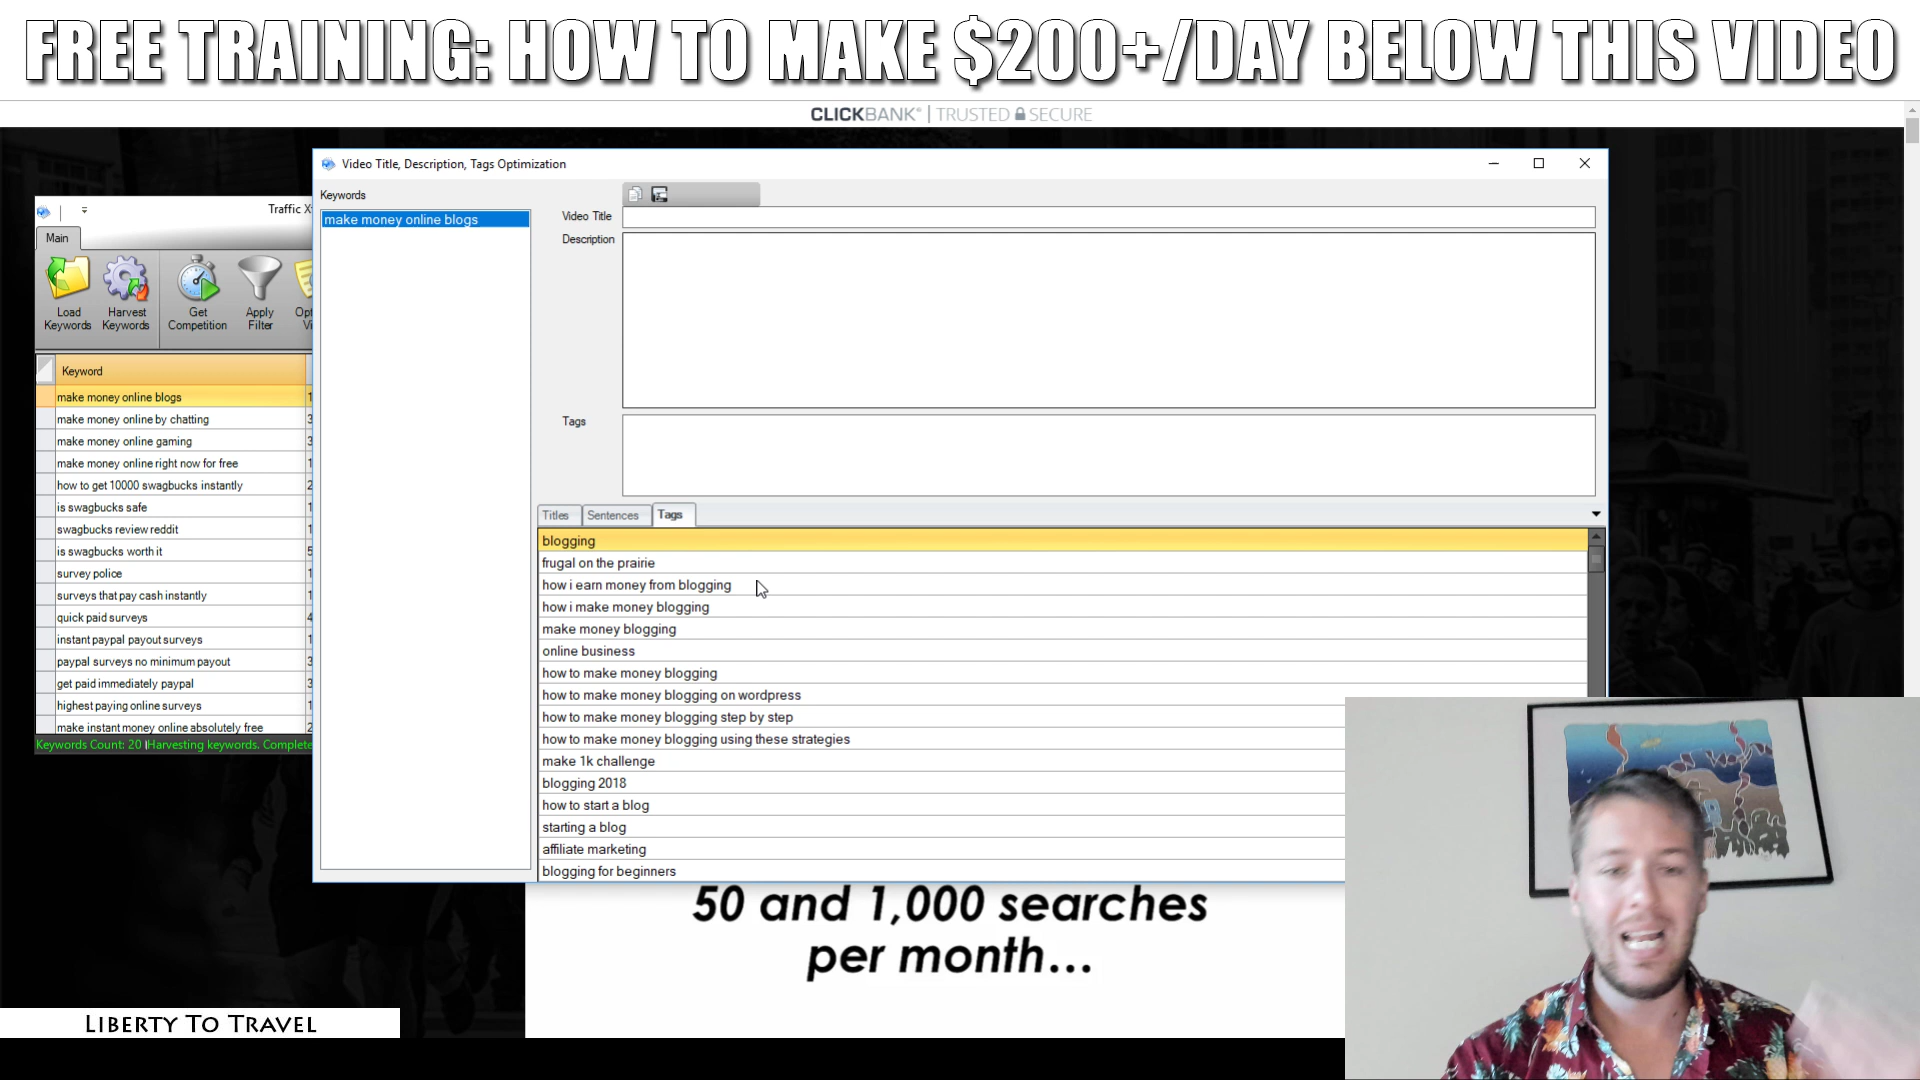 FREE TRAINING: HOW TO MAKE $200+/DAY BELOW THIS VIDEO
CLICKBANK® | TRUSTED SECURE
Video Title, Description, Tags Optimization
Keywords
make money online blogs
Video Title
Description
Tags
Titles
Sentences
Tags
blogging
frugal on the prairie
how i earn money from blogging
how i make money blogging
make money blogging
online business
how to make money blogging
how to make money blogging on wordpress
how to make money blogging step by step
how to make money blogging using these strategies
make 1k challenge
blogging 2018
how to start a blog
starting a blog
affiliate marketing
blogging for beginners
Traffic X
Main
Load Keywords
Harvest Keywords
Get Competition
Apply Filter
Keyword
make money online blogs
make money online by chatting
make money online gaming
make money online right now for free
how to get 10000 swagbucks instantly
is swagbucks safe
swagbucks review reddit
is swagbucks worth it
survey police
surveys that pay cash instantly
quick paid surveys
instant paypal payout surveys
paypal surveys no minimum payout
get paid immediately paypal
highest paying online surveys
make instant money online absolutely free
Keywords Count: 20 Harvesting keywords. Complete
50 and 1,000 searches
per month...
LIBERTY TO TRAVEL